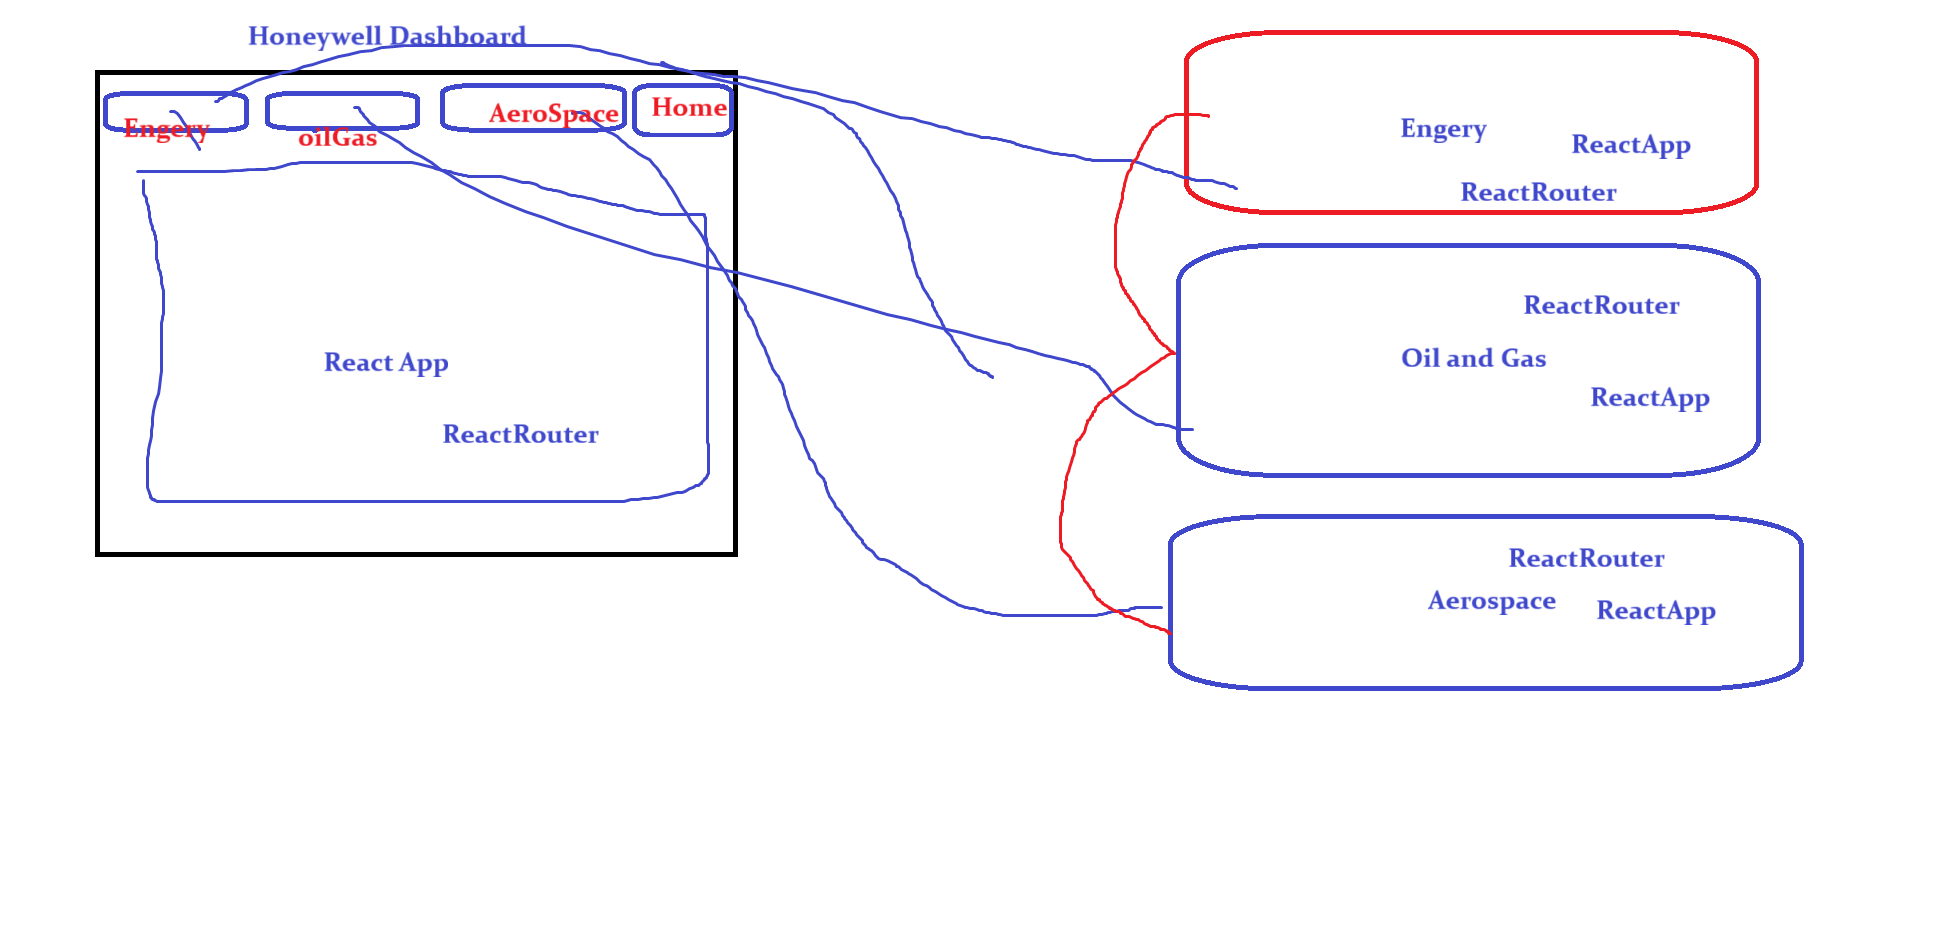 Honeywell Dashboard
Engery
oilGas
AeroSpace
Home
React App
ReactRouter
Engery
ReactApp
ReactRouter
ReactRouter
Oil and Gas
ReactApp
ReactRouter
Aerospace
ReactApp